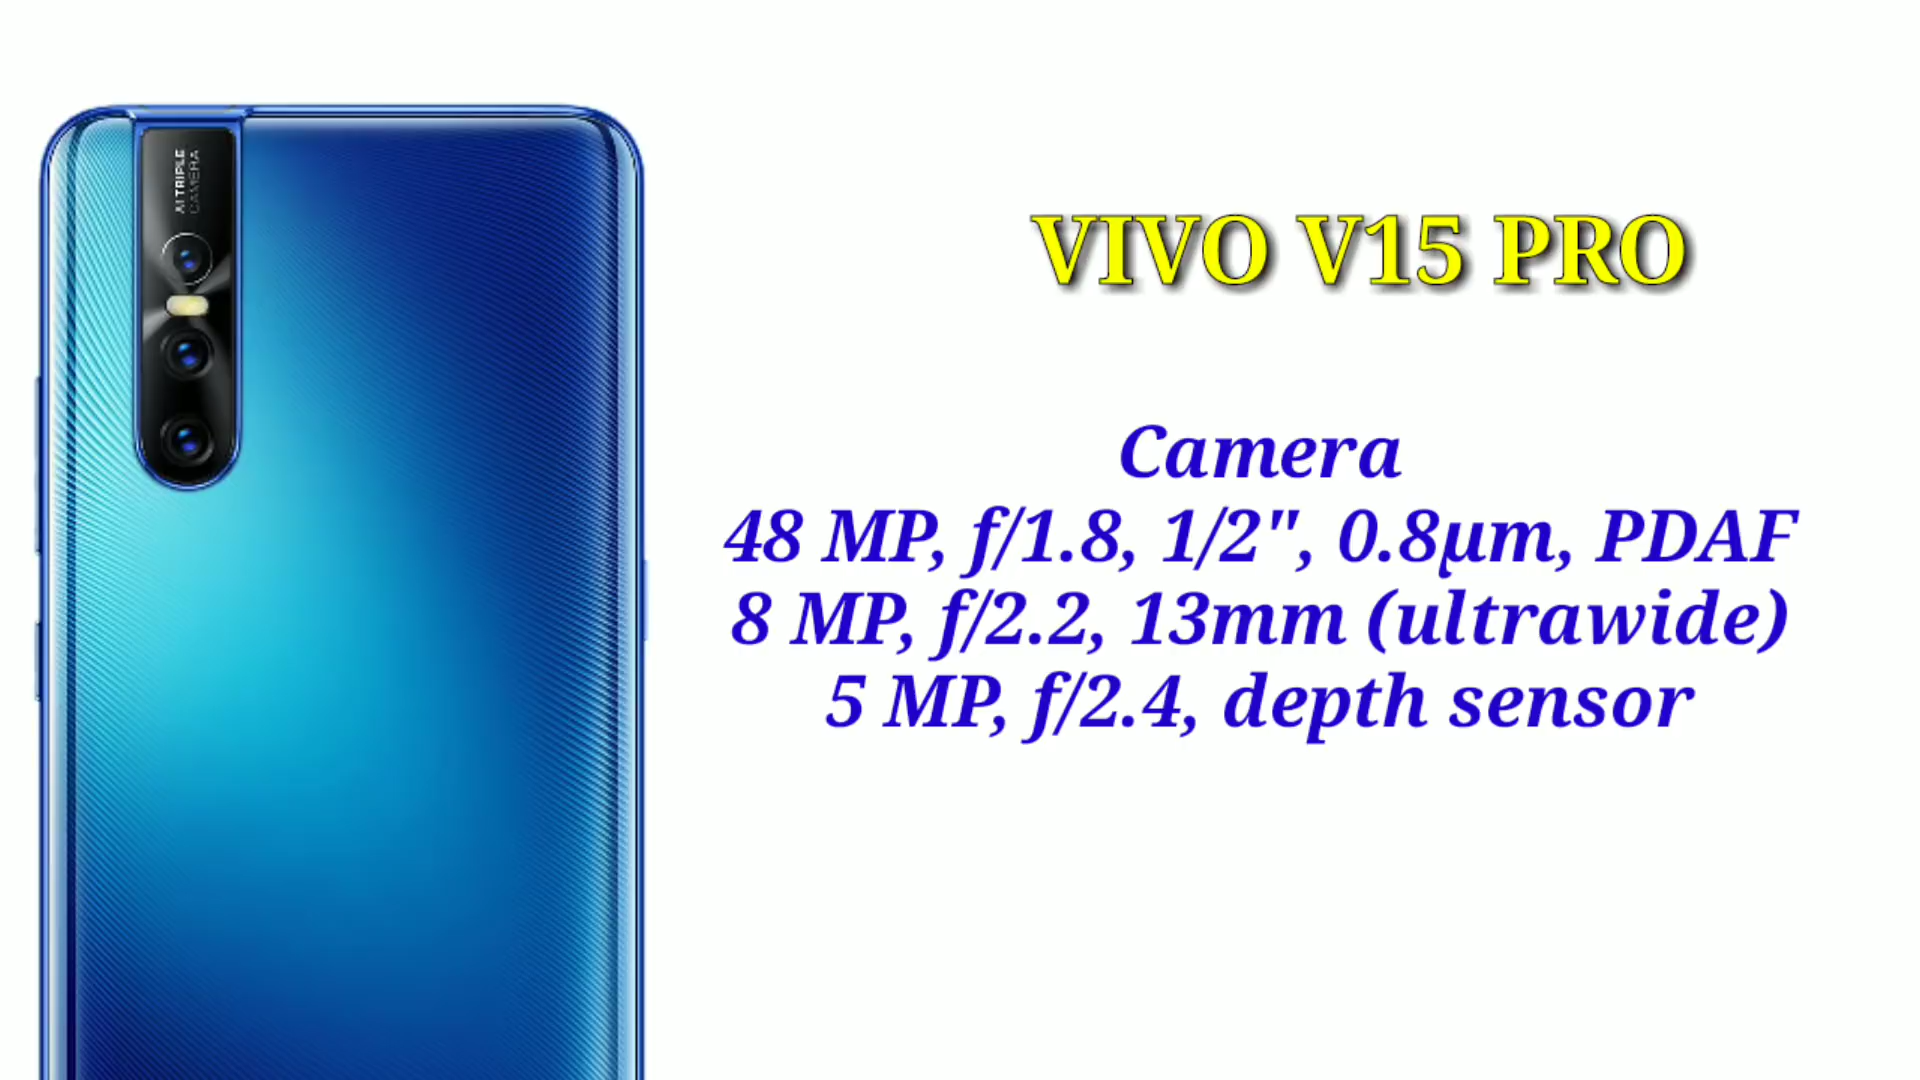 AI TRIPLE
CAMERA
VIVO V15 PRO
Camera
48 MP, f/1.8, 1/2", 0.8µm, PDAF
8 MP, f/2.2, 13mm (ultrawide)
5 MP, f/2.4, depth sensor